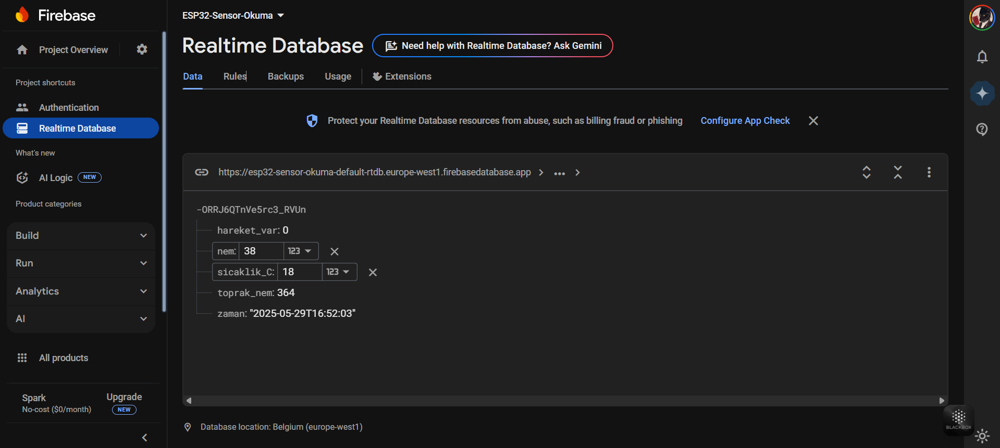 Firebase
Project Overview
Project shortcuts
Authentication
Realtime Database
What's new
AI Logic NEW
Product categories
Build
Run
Analytics
AI
All products
Spark
No-cost ($0/month)
Upgrade
NEW
ESP32-Sensor-Okuma
Realtime Database
Need help with Realtime Database? Ask Gemini
Data Rules Backups Usage Extensions
Protect your Realtime Database resources from abuse, such as billing fraud or phishing Configure App Check
https://esp32-sensor-okuma-default-rtdb.europe-west1.firebasedatabase.app
-ORRJ6QTnVe5rc3_RVUn
hareket_var: 0
nem: 38 123
sicaklik_C: 18 123
toprak_nem: 364
zaman: "2025-05-29T16:52:03"
Database location: Belgium (europe-west1)
BLACKBOX